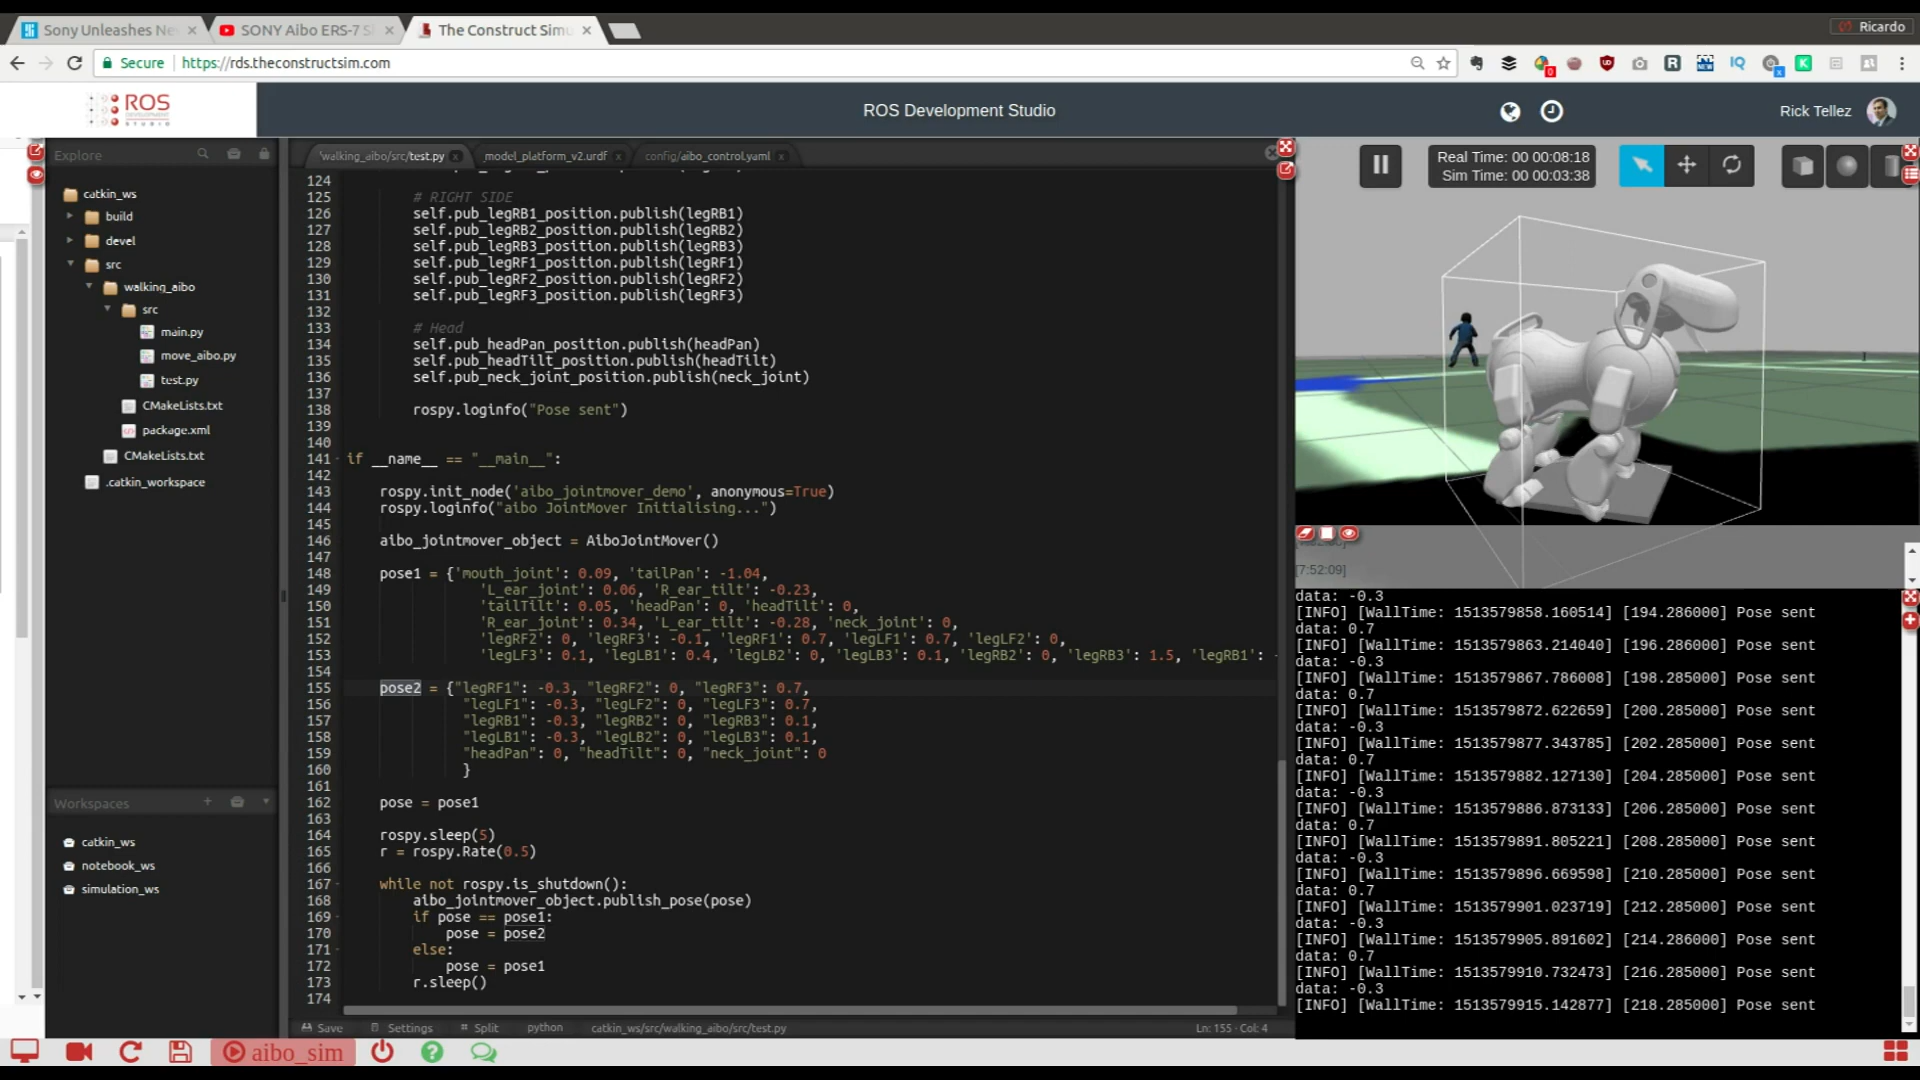 Sony Unleashes Ne
SONY Aibo ERS-7 S
The Construct Simu
Ricardo
Secure
https://rds.theconstructsim.com
ROS
DEVELOPMENT
STUDIO
ROS Development Studio
Rick Tellez
Explore
catkin_ws
build
devel
src
walking_aibo
src
main.py
move_aibo.py
test.py
CMakeLists.txt
package.xml
CMakeLists.txt
.catkin_workspace
Workspaces
catkin_ws
notebook_ws
simulation_ws
walking_aibo/src/test.py
model_platform_v2.urdf
config/aibo_control.yaml
124
125 # RIGHT SIDE
126 self.pub_legRB1_position.publish(legRB1)
127 self.pub_legRB2_position.publish(legRB2)
128 self.pub_legRB3_position.publish(legRB3)
129 self.pub_legRF1_position.publish(legRF1)
130 self.pub_legRF2_position.publish(legRF2)
131 self.pub_legRF3_position.publish(legRF3)
132
133 # Head
134 self.pub_headPan_position.publish(headPan)
135 self.pub_headTilt_position.publish(headTilt)
136 self.pub_neck_joint_position.publish(neck_joint)
137
138 rospy.loginfo("Pose sent")
139
140
141 if __name__ == "__main__":
142
143 rospy.init_node('aibo_jointmover_demo', anonymous=True)
144 rospy.loginfo("aibo JointMover Initialising...")
145
146 aibo_jointmover_object = AiboJointMover()
147
148 pose1 = {'mouth_joint': 0.09, 'tailPan': -1.04,
149 'L_ear_joint': 0.06, 'R_ear_tilt': -0.23,
150 'tailTilt': 0.05, 'headPan': 0, 'headTilt': 0,
151 'R_ear_joint': 0.34, 'L_ear_tilt': -0.28, 'neck_joint': 0,
152 'legRF2': 0, 'legRF3': -0.1, 'legRF1': 0.7, 'legLF1': 0.7, 'legLF2': 0,
153 'legLF3': 0.1, 'legLB1': 0.4, 'legLB2': 0, 'legLB3': 0.1, 'legRB2': 0, 'legRB3': 1.5, 'legRB1': -
154
155 pose2 = {"legRF1": -0.3, "legRF2": 0, "legRF3": 0.7,
156 "legLF1": -0.3, "legLF2": 0, "legLF3": 0.7,
157 "legRB1": -0.3, "legRB2": 0, "legRB3": 0.1,
158 "legLB1": -0.3, "legLB2": 0, "legLB3": 0.1,
159 "headPan": 0, "headTilt": 0, "neck_joint": 0
160 }
161
162 pose = pose1
163
164 rospy.sleep(5)
165 r = rospy.Rate(0.5)
166
167 while not rospy.is_shutdown():
168 aibo_jointmover_object.publish_pose(pose)
169 if pose == pose1:
170 pose = pose2
171 else:
172 pose = pose1
173 r.sleep()
174
Save Settings Split python catkin_ws/src/walking_aibo/src/test.py Ln: 155 · Col: 4
Real Time: 00 00:08:18
Sim Time: 00 00:03:38
[7:52:09]
data: -0.3
[INFO] [WallTime: 1513579858.160514] [194.286000] Pose sent
data: 0.7
[INFO] [WallTime: 1513579863.214040] [196.286000] Pose sent
data: -0.3
[INFO] [WallTime: 1513579867.786008] [198.285000] Pose sent
data: 0.7
[INFO] [WallTime: 1513579872.622659] [200.285000] Pose sent
data: -0.3
[INFO] [WallTime: 1513579877.343785] [202.285000] Pose sent
data: 0.7
[INFO] [WallTime: 1513579882.127130] [204.285000] Pose sent
data: -0.3
[INFO] [WallTime: 1513579886.873133] [206.285000] Pose sent
data: 0.7
[INFO] [WallTime: 1513579891.805221] [208.285000] Pose sent
data: -0.3
[INFO] [WallTime: 1513579896.669598] [210.285000] Pose sent
data: 0.7
[INFO] [WallTime: 1513579901.023719] [212.285000] Pose sent
data: -0.3
[INFO] [WallTime: 1513579905.891602] [214.286000] Pose sent
data: 0.7
[INFO] [WallTime: 1513579910.732473] [216.285000] Pose sent
data: -0.3
[INFO] [WallTime: 1513579915.142877] [218.285000] Pose sent
aibo_sim